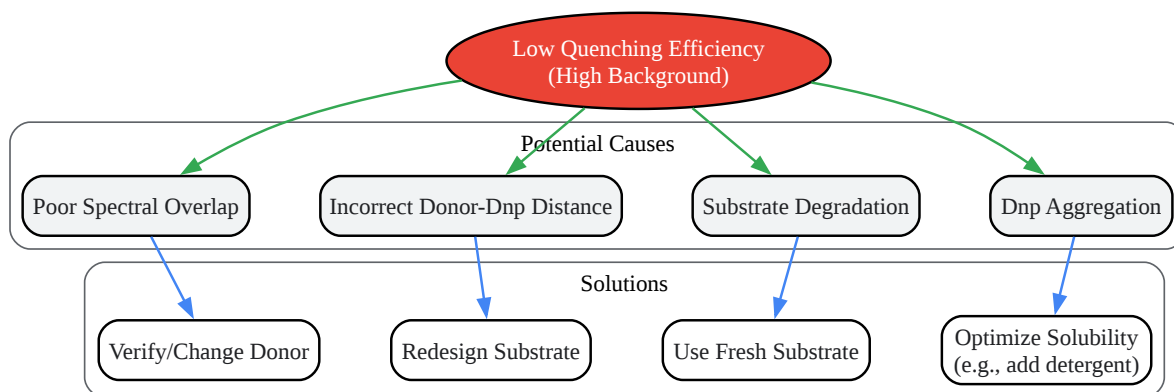 Low Quenching Efficiency
(High Background)
Potential Causes
Poor Spectral Overlap
Incorrect Donor-Dnp Distance
Substrate Degradation
Dnp Aggregation
Solutions
Verify/Change Donor
Redesign Substrate
Use Fresh Substrate
Optimize Solubility
(e.g., add detergent)